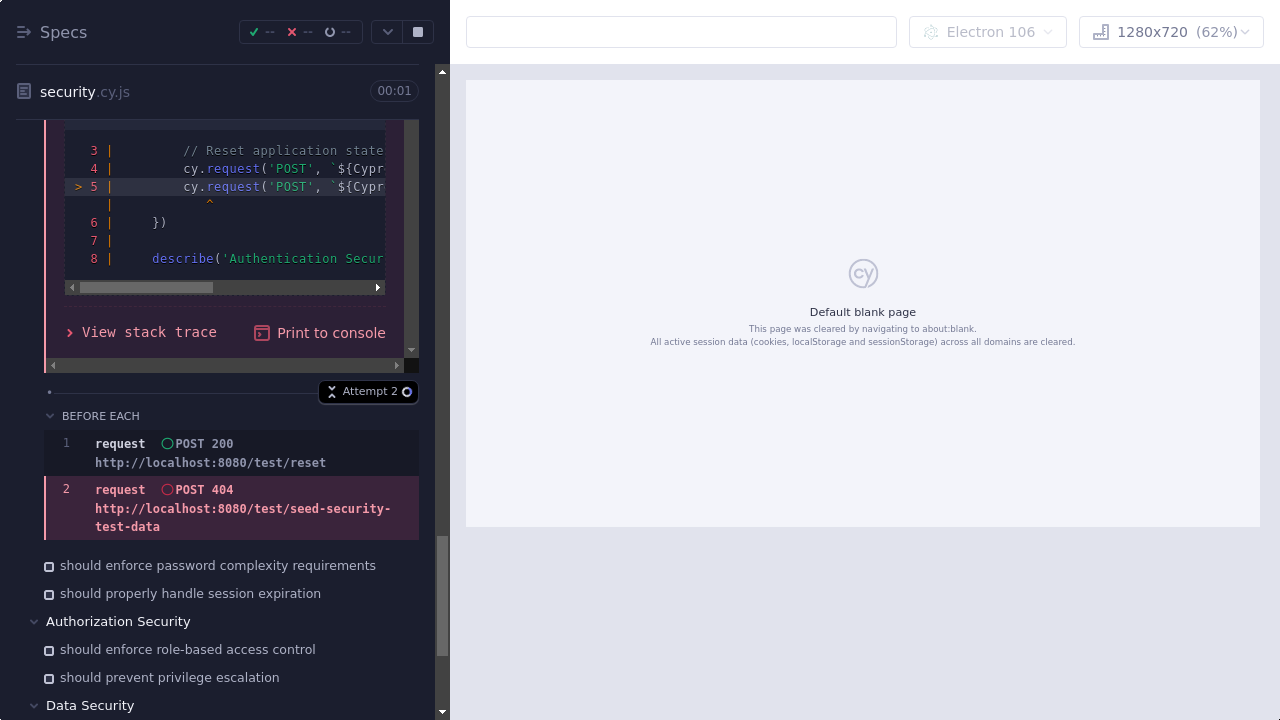 Specs
--
--
--
Electron 106
1280x720 (62%)
security.cy.js
00:01
3 | // Reset application state
4 | cy.request('POST', `${Cypr
> 5 | cy.request('POST', `${Cypr
| ^
6 | })
7 |
8 | describe('Authentication Secur
View stack trace
Print to console
Attempt 2
BEFORE EACH
1 request POST 200
http://localhost:8080/test/reset
2 request POST 404
http://localhost:8080/test/seed-security-
test-data
should enforce password complexity requirements
should properly handle session expiration
Authorization Security
should enforce role-based access control
should prevent privilege escalation
Data Security
cy
Default blank page
This page was cleared by navigating to about:blank.
All active session data (cookies, localStorage and sessionStorage) across all domains are cleared.